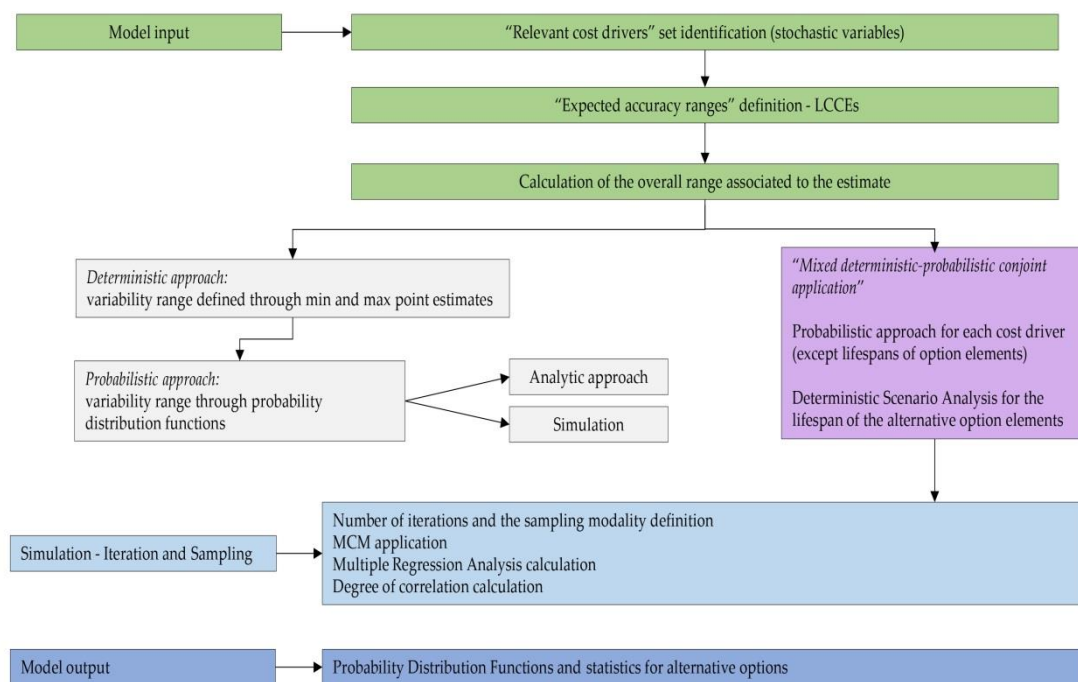 Model input
“Relevant cost drivers” set identification (stochastic variables)
“Expected accuracy ranges” definition - LCCEs
Calculation of the overall range associated to the estimate
Deterministic approach:
variability range defined through min and max point estimates
Probabilistic approach:
variability range through probability
distribution functions
Analytic approach
Simulation
“Mixed deterministic-probabilistic conjoint
application”
Probabilistic approach for each cost driver
(except lifespans of option elements)
Deterministic Scenario Analysis for the
lifespan of the alternative option elements
Simulation - Iteration and Sampling
Number of iterations and the sampling modality definition
MCM application
Multiple Regression Analysis calculation
Degree of correlation calculation
Model output
Probability Distribution Functions and statistics for alternative options